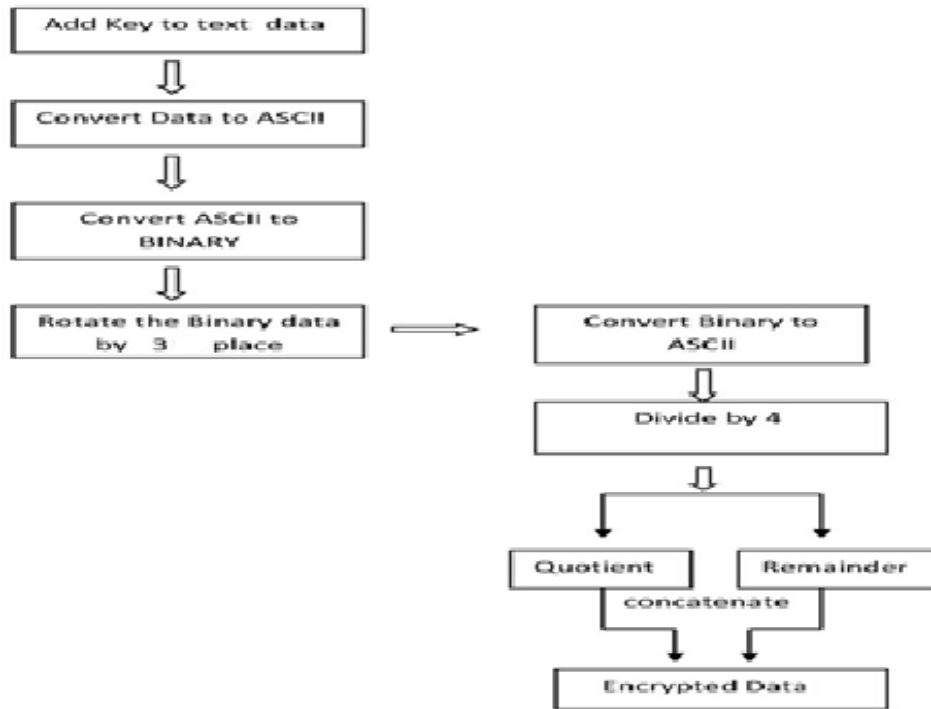 Add Key to text data
Convert Data to ASCII
Convert ASCII to
BINARY
Rotate the Binary data
by 3 place
Convert Binary to
ASCII
Divide by 4
Quotient
Remainder
concatenate
Encrypted Data